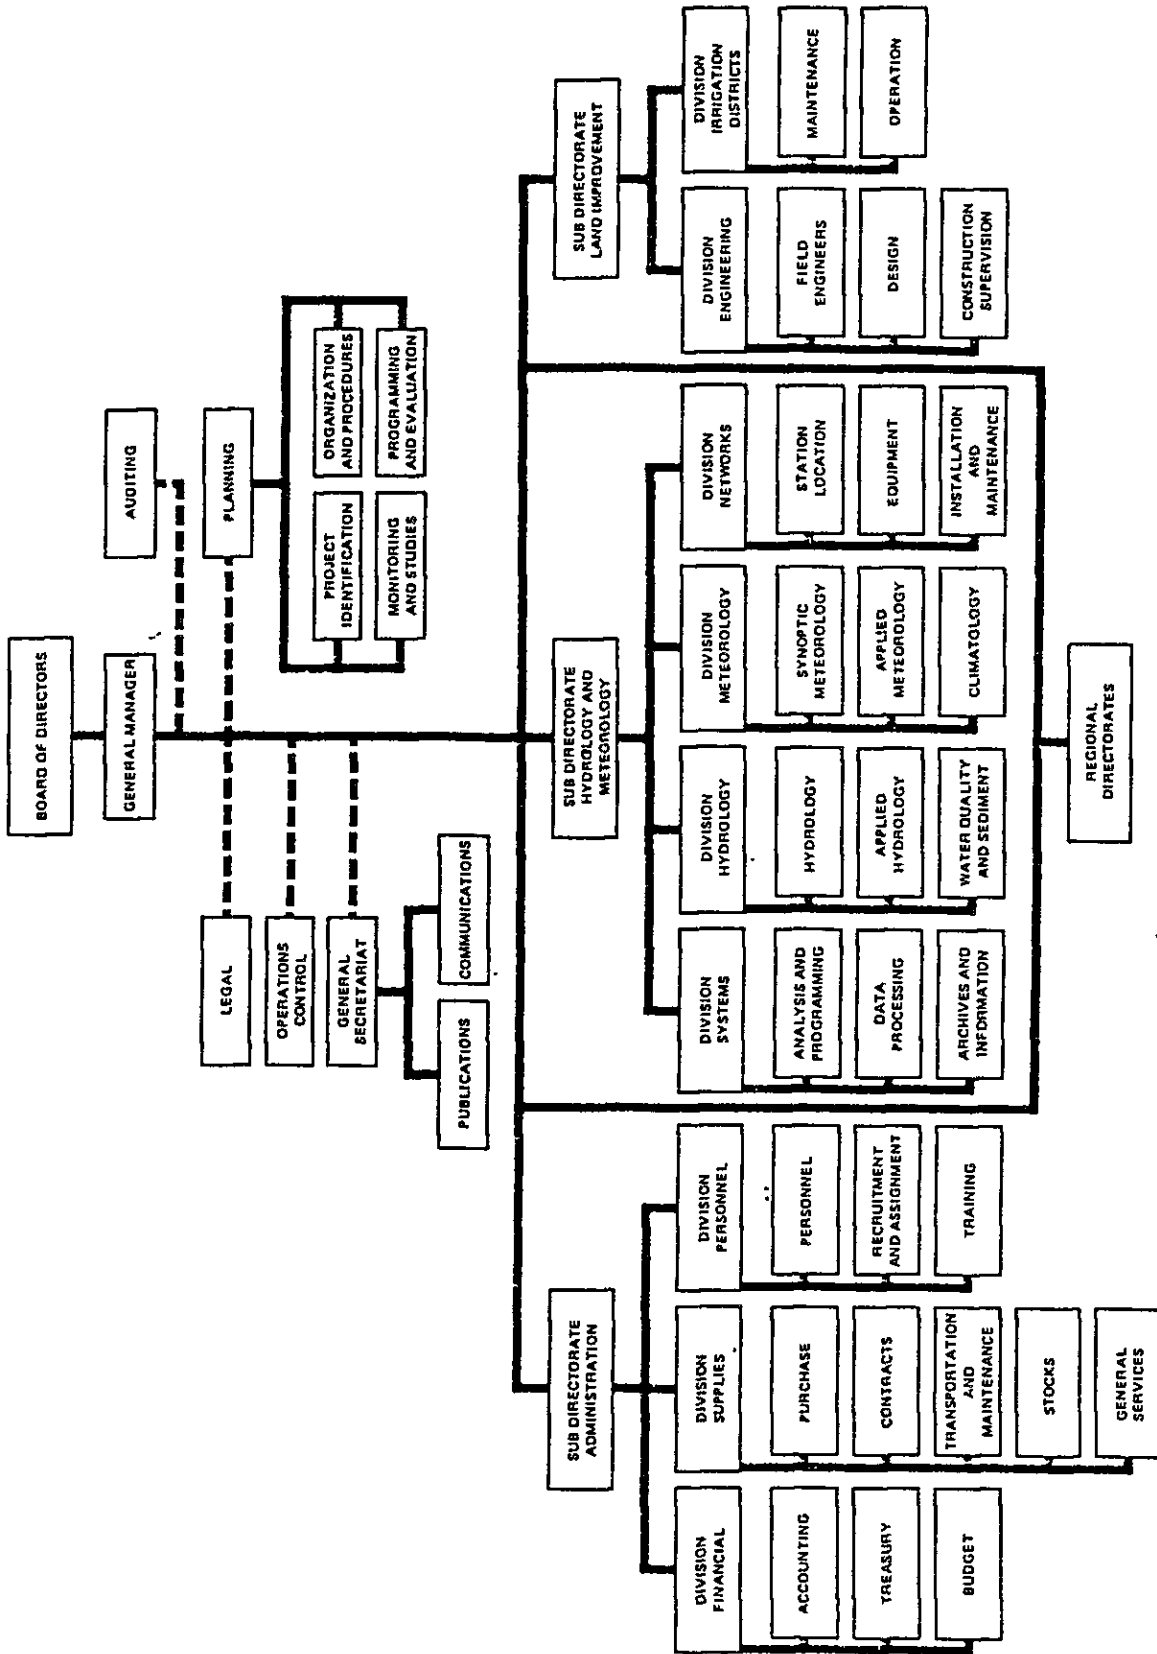 BOARD OF DIRECTORS
GENERAL MANAGER
AUDITING
LEGAL
PLANNING
OPERATIONS
CONTROL
GENERAL
SECRETARIAT
PROJECT
IDENTIFICATION
ORGANIZATION
AND PROCEDURES
MONITORING
AND STUDIES
PROGRAMMING
AND EVALUATION
PUBLICATIONS
COMMUNICATIONS
SUB DIRECTORATE
ADMINISTRATION
SUB DIRECTORATE
HYDROLOGY AND
METEOROLOGY
SUB DIRECTORATE
LAND IMPROVEMENT
DIVISION
FINANCIAL
DIVISION
SUPPLIES
DIVISION
PERSONNEL
DIVISION
SYSTEMS
DIVISION
HYDROLOGY
DIVISION
METEOROLOGY
DIVISION
NETWORKS
DIVISION
ENGINEERING
DIVISION
IRRIGATION
DISTRICTS
ACCOUNTING
PURCHASE
PERSONNEL
ANALYSIS AND
PROGRAMMING
HYDROLOGY
SYNOPTIC
METEOROLOGY
STATION
LOCATION
FIELD
ENGINEERS
MAINTENANCE
TREASURY
CONTRACTS
RECRUITMENT
AND ASSIGNMENT
DATA
PROCESSING
APPLIED
HYDROLOGY
APPLIED
METEOROLOGY
EQUIPMENT
DESIGN
OPERATION
BUDGET
TRANSPORTATION
AND
MAINTENANCE
TRAINING
ARCHIVES AND
INFORMATION
WATER QUALITY
AND SEDIMENT
CLIMATOLOGY
INSTALLATION
AND
MAINTENANCE
CONSTRUCTION
SUPERVISION
STOCKS
GENERAL
SERVICES
REGIONAL
DIRECTORATES